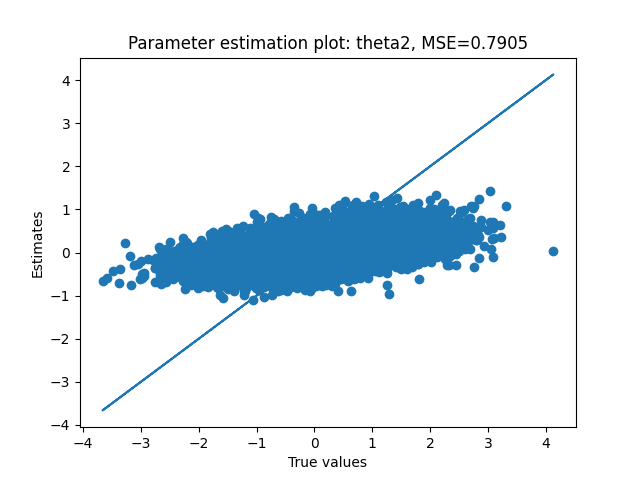 Parameter estimation plot: theta2, MSE=0.7905
4
3
2
1
0
−1
−2
−3
−4
Estimates
−4 −3 −2 −1 0 1 2 3 4
True values